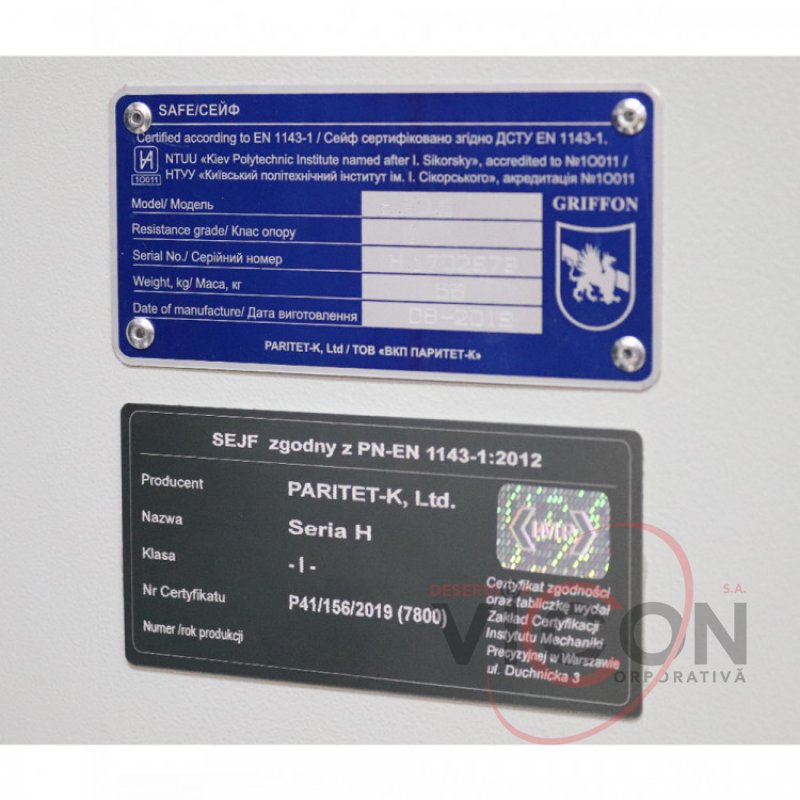 SAFE/СЕЙФ
Certified according to EN 1143-1 / Сейф сертифіковано згідно ДСТУ EN 1143-1.
NTUU «Kiev Polytechnic Institute named after I. Sikorsky», accredited to №1O011 /
НТУУ «Київський політехнічний інститут ім. І. Сікорського», акредитація №1О011
1O011
Model/ Модель
GRIFFON
Resistance grade/ Клас опору
I
Serial No./ Серійний номер
Weight, kg/ Маса, кг
Date of manufacture/ Дата виготовлення
08-2019
PARITET-K, Ltd / ТОВ «ВКП ПАРИТЕТ-К»
SEJF zgodny z PN-EN 1143-1:2012
Producent PARITET-K, Ltd.
Nazwa Seria H
Klasa - I -
Nr Certyfikatu P41/156/2019 (7800)
Numer /rok produkcji
Certyfikat zgodności
oraz tabliczkę wydał
Zakład Certyfikacji
Instytutu Mechaniki
Precyzyjnej w Warszawie
ul. Duchnicka 3
S.A.